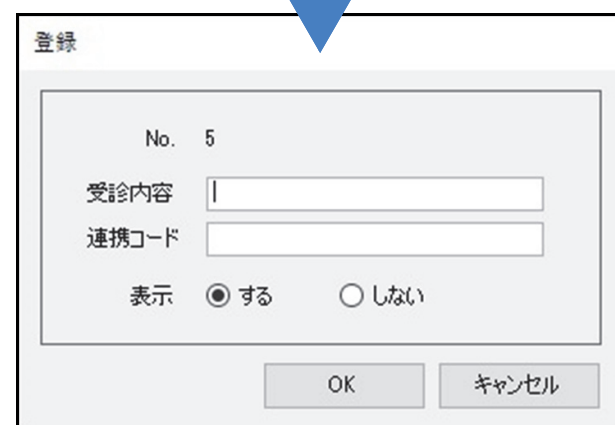 登録
No. 5
受診内容
連携コード
表示 する しない
OK キャンセル